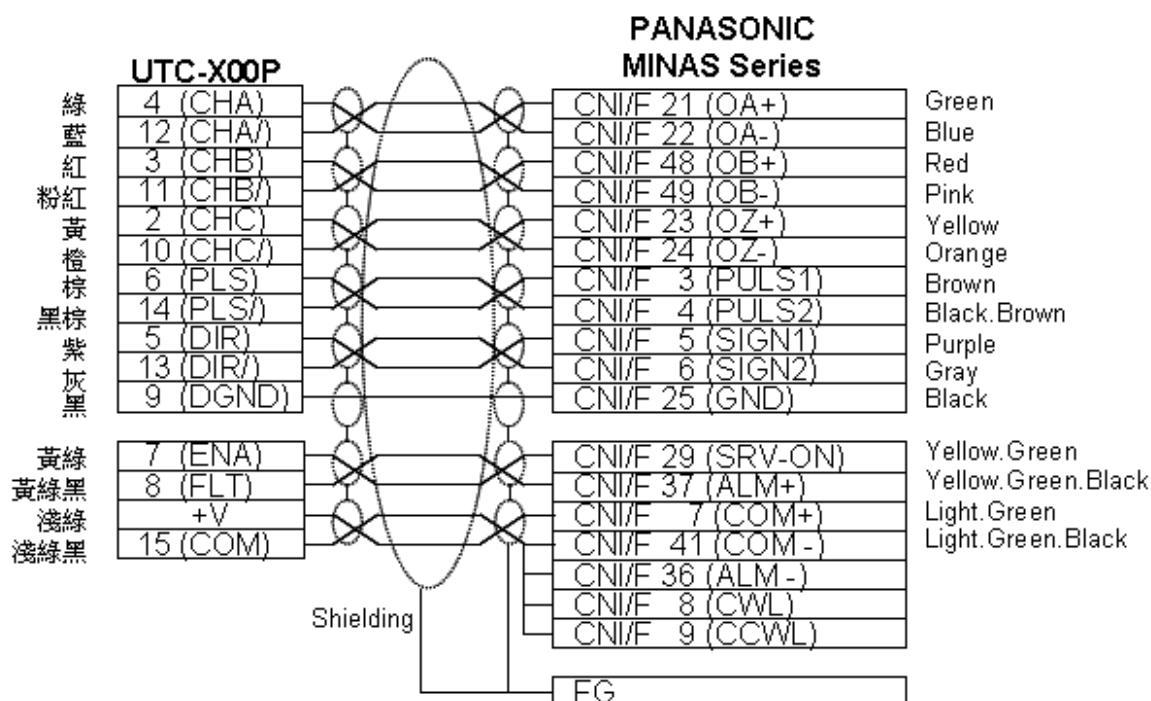 PANASONIC
MINAS Series
UTC-X00P
綠 4 (CHA) CNI/F 21 (OA+) Green
藍 12 (CHA/) CNI/F 22 (OA-) Blue
紅 3 (CHB) CNI/F 48 (OB+) Red
粉紅 11 (CHB/) CNI/F 49 (OB-) Pink
黃 2 (CHC) CNI/F 23 (OZ+) Yellow
橙 10 (CHC/) CNI/F 24 (OZ-) Orange
棕 6 (PLS) CNI/F 3 (PULS1) Brown
黑棕 14 (PLS/) CNI/F 4 (PULS2) Black.Brown
紫 5 (DIR) CNI/F 5 (SIGN1) Purple
灰 13 (DIR/) CNI/F 6 (SIGN2) Gray
黑 9 (DGND) CNI/F 25 (GND) Black
黃綠 7 (ENA) CNI/F 29 (SRV-ON) Yellow.Green
黃綠黑 8 (FLT) CNI/F 37 (ALM+) Yellow.Green.Black
淺綠 +V CNI/F 7 (COM+) Light.Green
淺綠黑 15 (COM) CNI/F 41 (COM-) Light.Green.Black
CNI/F 36 (ALM-)
CNI/F 8 (CWL)
Shielding
CNI/F 9 (CCWL)
FG